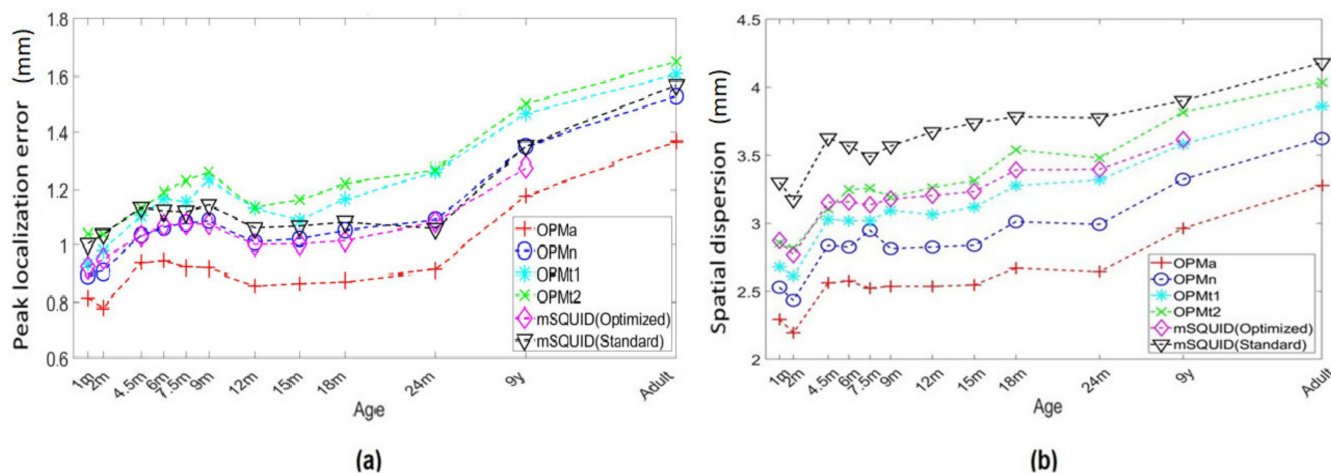 1.8
1.6
1.4
1.2
1
0.8
0.6
Peak localization error (mm)
1m
2m
4.5m
6m
7.5m
9m
12m
15m
18m
24m
9y
Adult
Age
OPMa
OPMn
OPMt1
OPMt2
mSQUID(Optimized)
mSQUID(Standard)
(a)
4.5
4
3.5
3
2.5
2
Spatial dispersion (mm)
1m
2m
4.5m
6m
7.5m
9m
12m
15m
18m
24m
9y
Adult
Age
OPMa
OPMn
OPMt1
OPMt2
mSQUID(Optimized)
mSQUID(Standard)
(b)